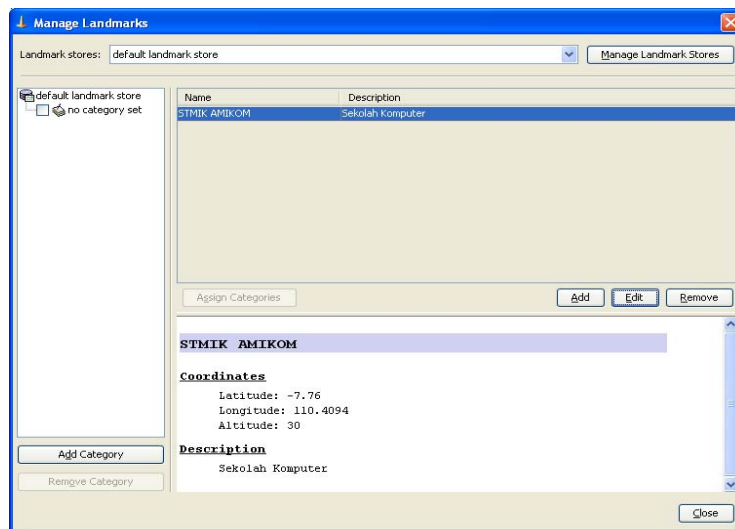 Manage Landmarks
Landmark stores: default landmark store Manage Landmark Stores
default landmark store
no category set
Name Description
STMIK AMIKOM Sekolah Komputer
Assign Categories Add Edit Remove
STMIK AMIKOM
Coordinates
Latitude: -7.76
Longitude: 110.4094
Altitude: 30
Description
Sekolah Komputer
Add Category
Remove Category
Close